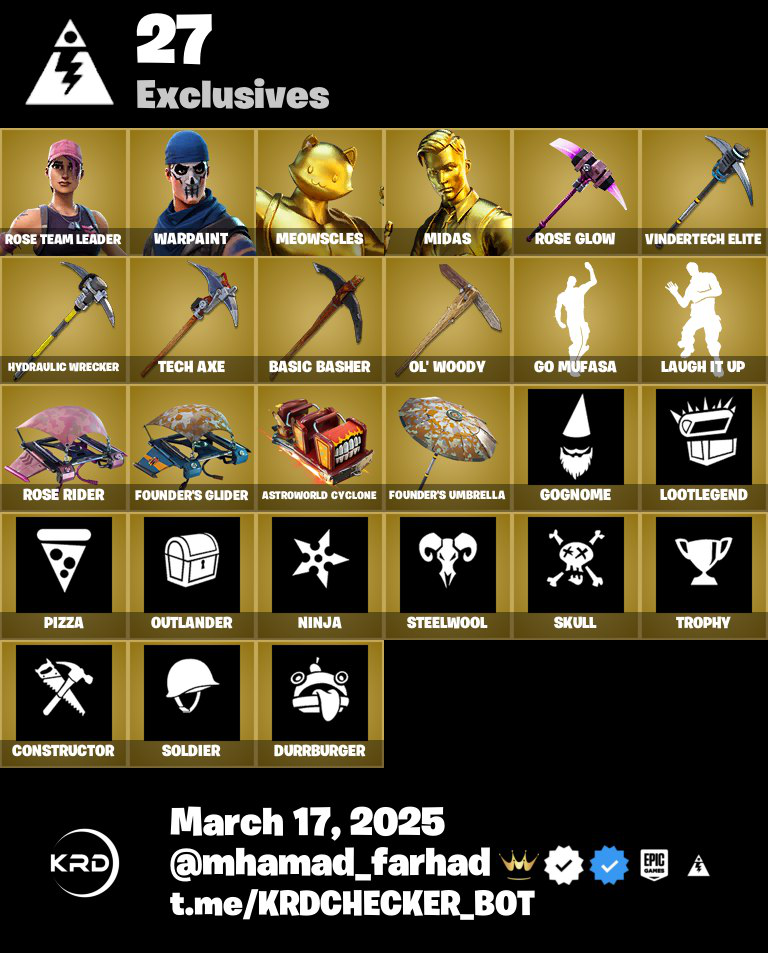 27
Exclusives
ROSE TEAM LEADER
WARPAINT
MEOWSCLES
MIDAS
ROSE GLOW
VINDERTECH ELITE
HYDRAULIC WRECKER
TECH AXE
BASIC BASHER
OL' WOODY
GO MUFASA
LAUGH IT UP
ROSE RIDER
FOUNDER'S GLIDER
ASTROWORLD CYCLONE
FOUNDER'S UMBRELLA
GOGNOME
LOOTLEGEND
PIZZA
OUTLANDER
NINJA
STEELWOOL
SKULL
TROPHY
CONSTRUCTOR
SOLDIER
DURRBURGER
March 17, 2025
KRD
@mhamad_farhad
EPIC
GAMES
t.me/KRDCHECKER_BOT